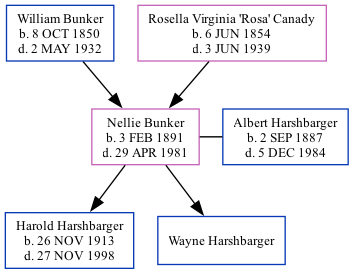 William Bunker
b. 8 OCT 1850
d. 2 MAY 1932
Rosella Virginia 'Rosa' Canady
b. 6 JUN 1854
d. 3 JUN 1939
Nellie Bunker
b. 3 FEB 1891
d. 29 APR 1981
Albert Harshbarger
b. 2 SEP 1887
d. 5 DEC 1984
Harold Harshbarger
b. 26 NOV 1913
d. 27 NOV 1998
Wayne Harshbarger